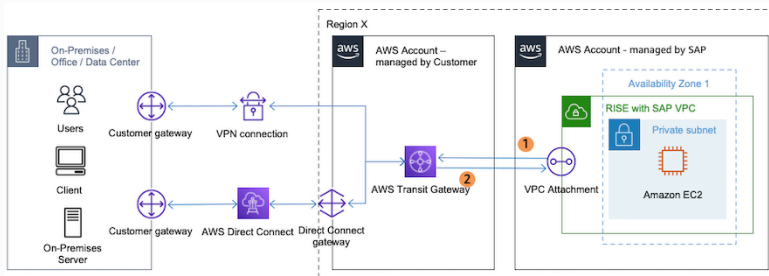 Region X
On-Premises /
Office / Data Center
aws
AWS Account –
managed by Customer
aws
AWS Account - managed by SAP
Availability Zone 1
RISE with SAP VPC
Private subnet
Users
Customer gateway
VPN connection
1
2
AWS Transit Gateway
VPC Attachment
Amazon EC2
Client
Customer gateway
AWS Direct Connect
Direct Connect
gateway
On-Premises
Server